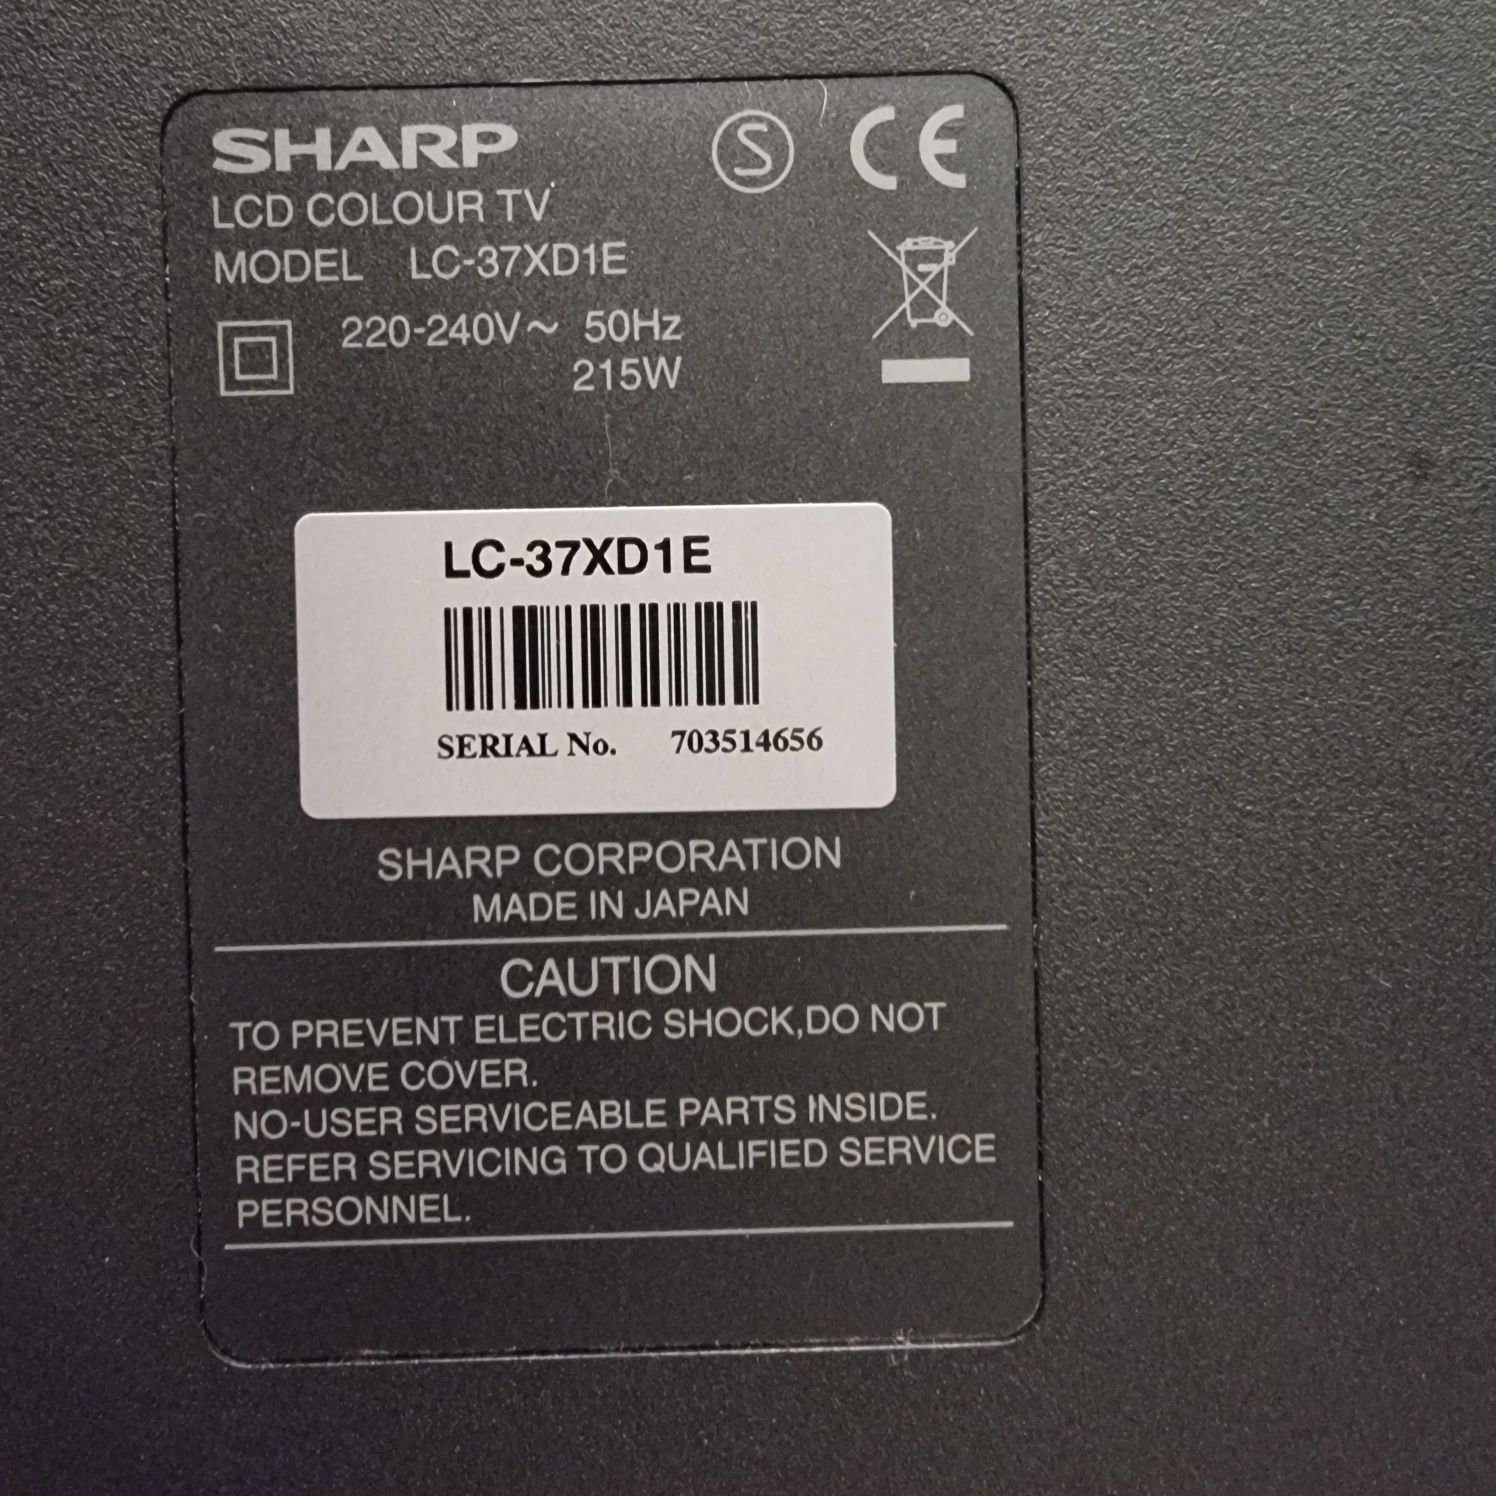 SHARP
LCD COLOUR TV
MODEL LC-37XD1E
220-240V~ 50Hz
215W
S
CE
LC-37XD1E
SERIAL No. 703514656
SHARP CORPORATION
MADE IN JAPAN
CAUTION
TO PREVENT ELECTRIC SHOCK,DO NOT
REMOVE COVER.
NO-USER SERVICEABLE PARTS INSIDE.
REFER SERVICING TO QUALIFIED SERVICE
PERSONNEL.